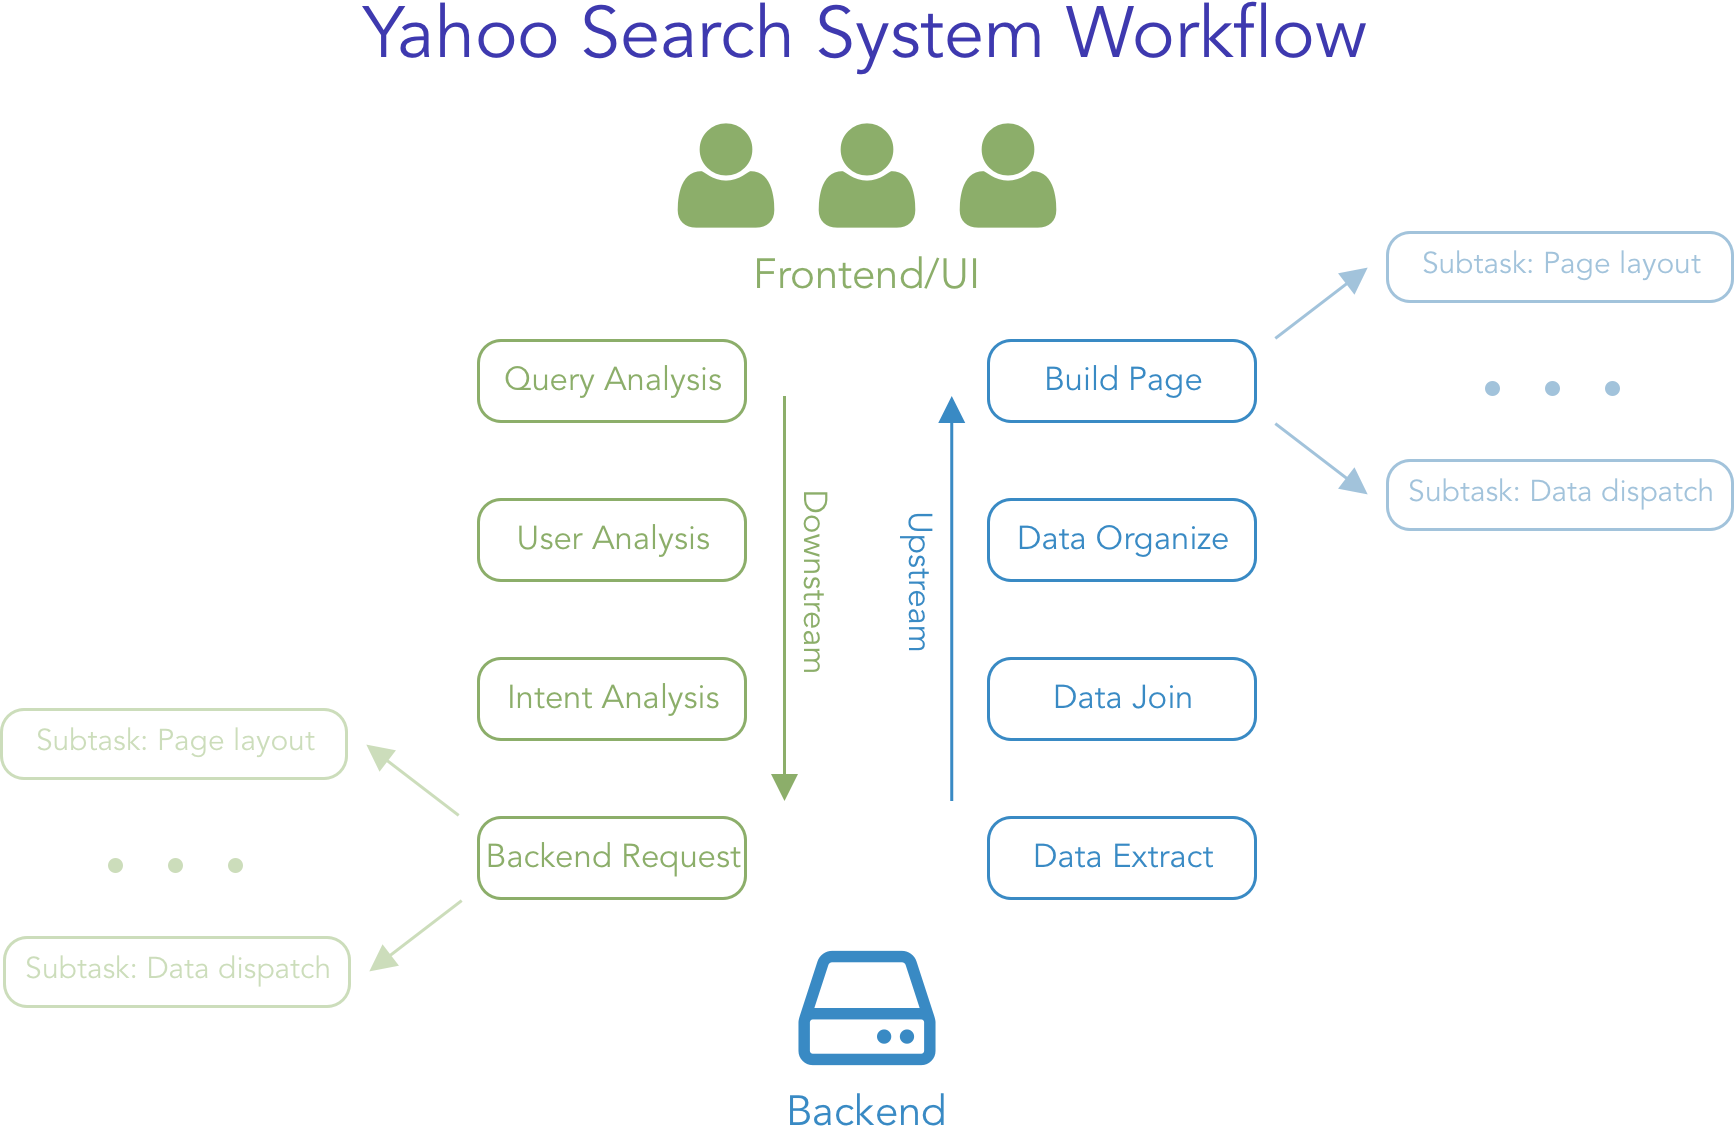 Yahoo Search System Workflow
Frontend/UI
Query Analysis
User Analysis
Intent Analysis
Backend Request
Subtask: Page layout
Subtask: Data dispatch
Downstream
Upstream
Build Page
Data Organize
Data Join
Data Extract
Subtask: Page layout
Subtask: Data dispatch
Backend